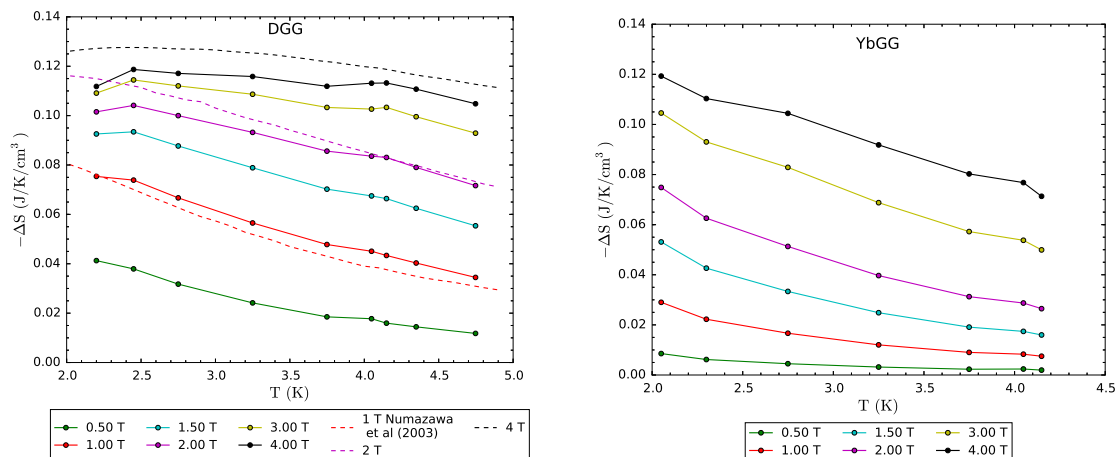 DGG
0.14
0.12
0.10
0.08
0.06
0.04
0.02
0.00
−ΔS (J/K/cm³)
2.0 2.5 3.0 3.5 4.0 4.5 5.0
T (K)
0.50 T
1.00 T
1.50 T
2.00 T
3.00 T
4.00 T
1 T Numazawa
et al (2003)
2 T
4 T
YbGG
0.14
0.12
0.10
0.08
0.06
0.04
0.02
0.00
−ΔS (J/K/cm³)
2.0 2.5 3.0 3.5 4.0 4.5
T (K)
0.50 T
1.00 T
1.50 T
2.00 T
3.00 T
4.00 T